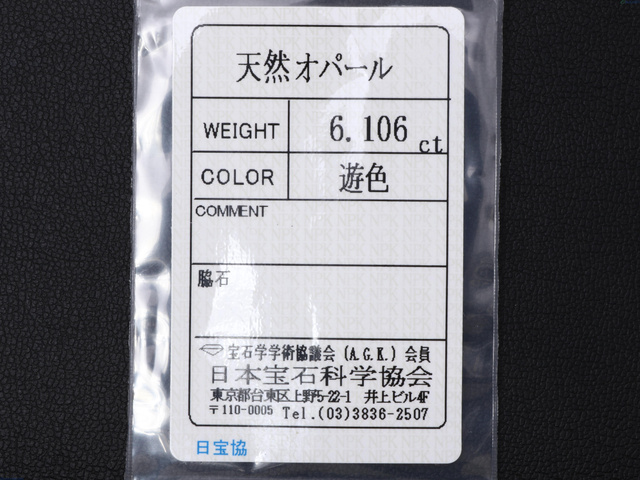 天然オパール
WEIGHT 6.106 ct
COLOR 遊色
COMMENT
脇石
宝石学学術協議会 (A.G.K.) 会員
日本宝石科学協会
東京都台東区上野5-22-1 井上ビル4F
〒110-0005 Tel.(03)3836-2507
日宝協